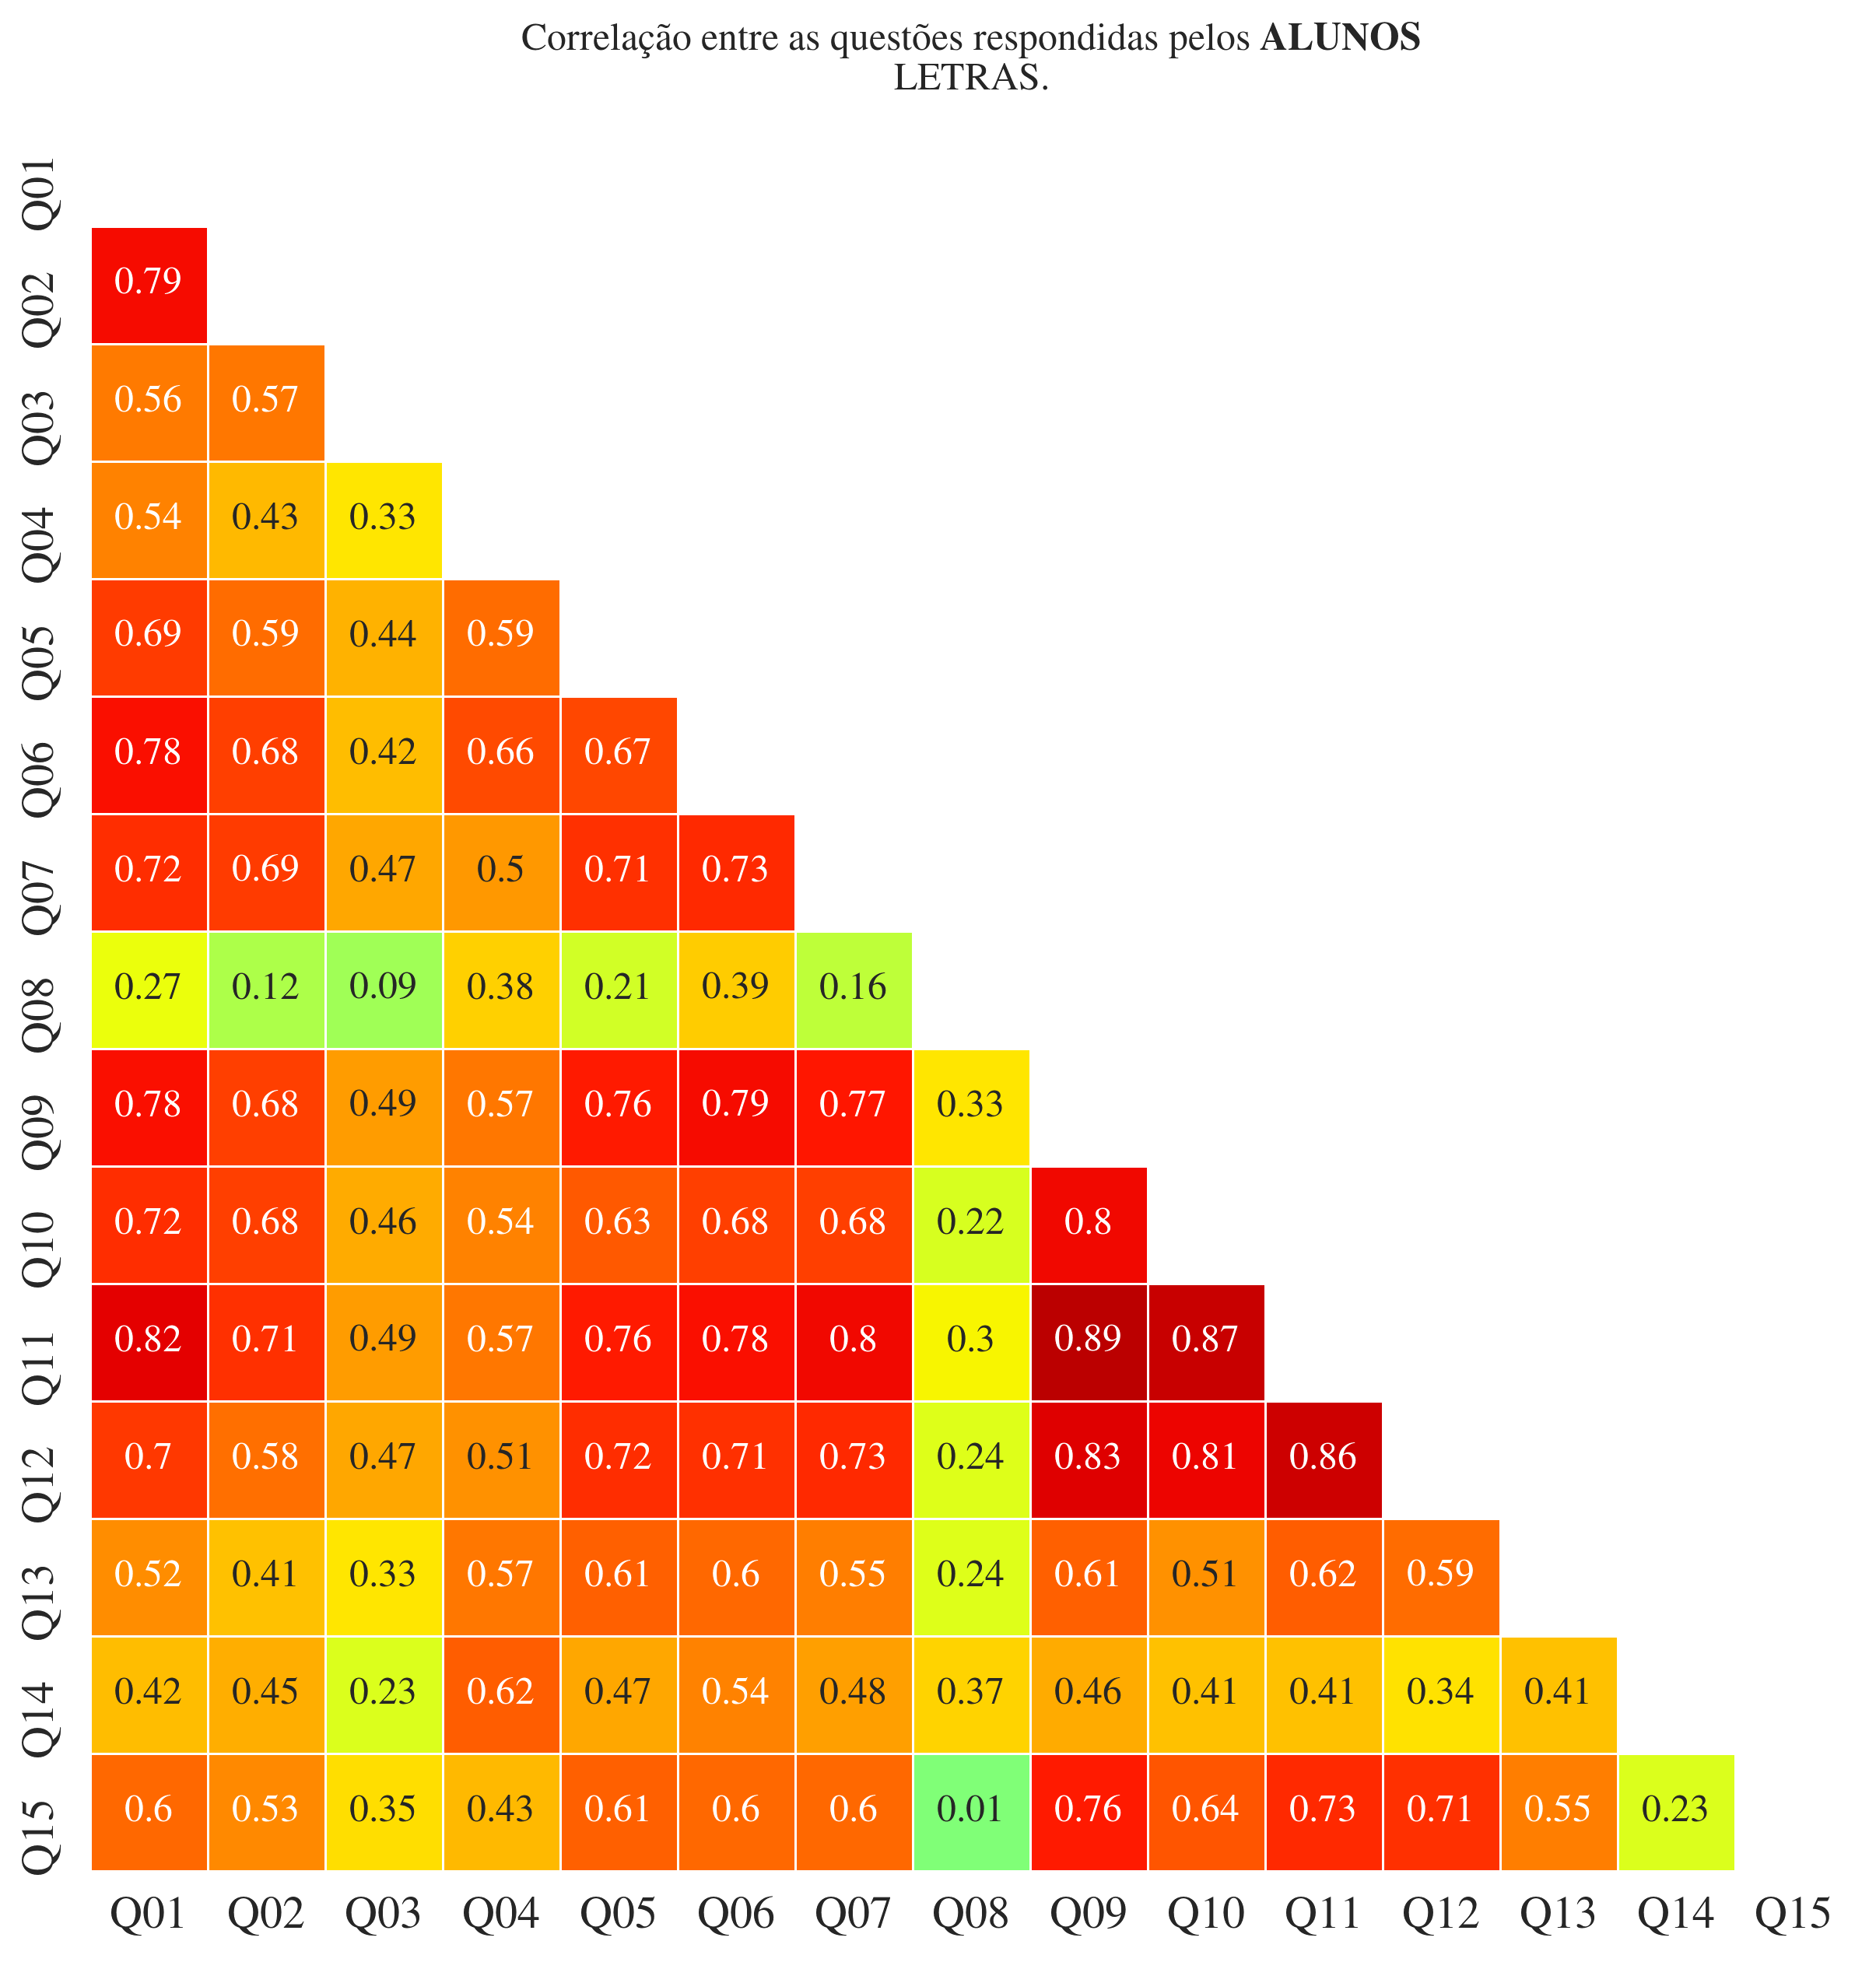 Correlação entre as questões respondidas pelos ALUNOS
LETRAS.
Q01
Q02 0.79
Q03 0.56 0.57
Q04 0.54 0.43 0.33
Q05 0.69 0.59 0.44 0.59
Q06 0.78 0.68 0.42 0.66 0.67
Q07 0.72 0.69 0.47 0.5 0.71 0.73
Q08 0.27 0.12 0.09 0.38 0.21 0.39 0.16
Q09 0.78 0.68 0.49 0.57 0.76 0.79 0.77 0.33
Q10 0.72 0.68 0.46 0.54 0.63 0.68 0.68 0.22 0.8
Q11 0.82 0.71 0.49 0.57 0.76 0.78 0.8 0.3 0.89 0.87
Q12 0.7 0.58 0.47 0.51 0.72 0.71 0.73 0.24 0.83 0.81 0.86
Q13 0.52 0.41 0.33 0.57 0.61 0.6 0.55 0.24 0.61 0.51 0.62 0.59
Q14 0.42 0.45 0.23 0.62 0.47 0.54 0.48 0.37 0.46 0.41 0.41 0.34 0.41
Q15 0.6 0.53 0.35 0.43 0.61 0.6 0.6 0.01 0.76 0.64 0.73 0.71 0.55 0.23
Q01 Q02 Q03 Q04 Q05 Q06 Q07 Q08 Q09 Q10 Q11 Q12 Q13 Q14 Q15